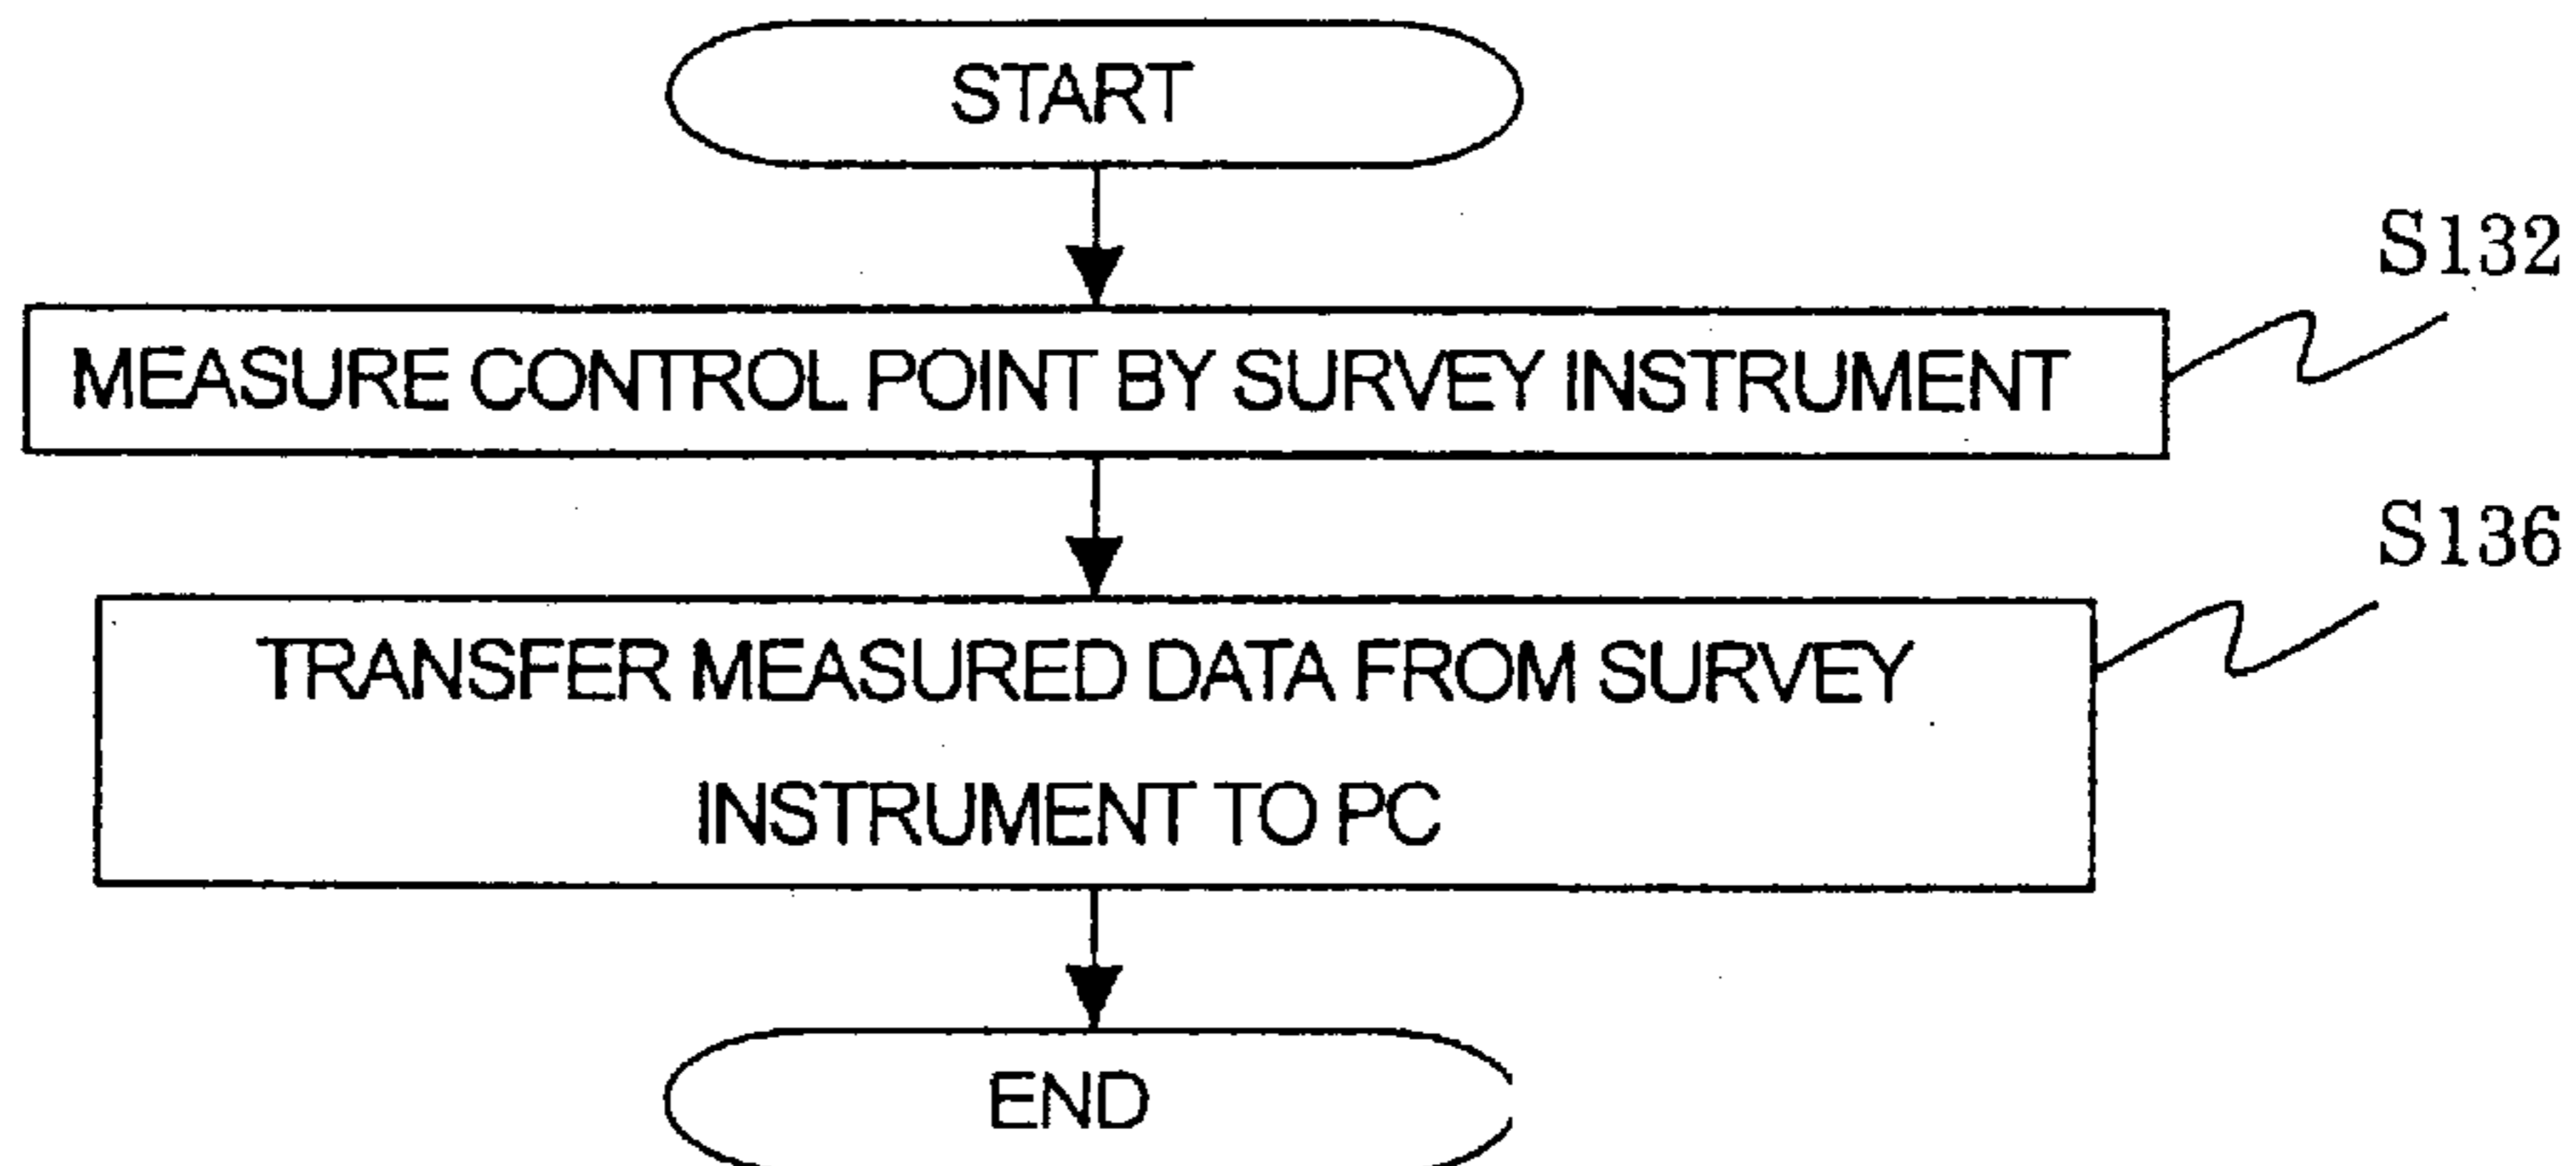 START
S132
MEASURE CONTROL POINT BY SURVEY INSTRUMENT
S136
TRANSFER MEASURED DATA FROM SURVEY
INSTRUMENT TO PC
END